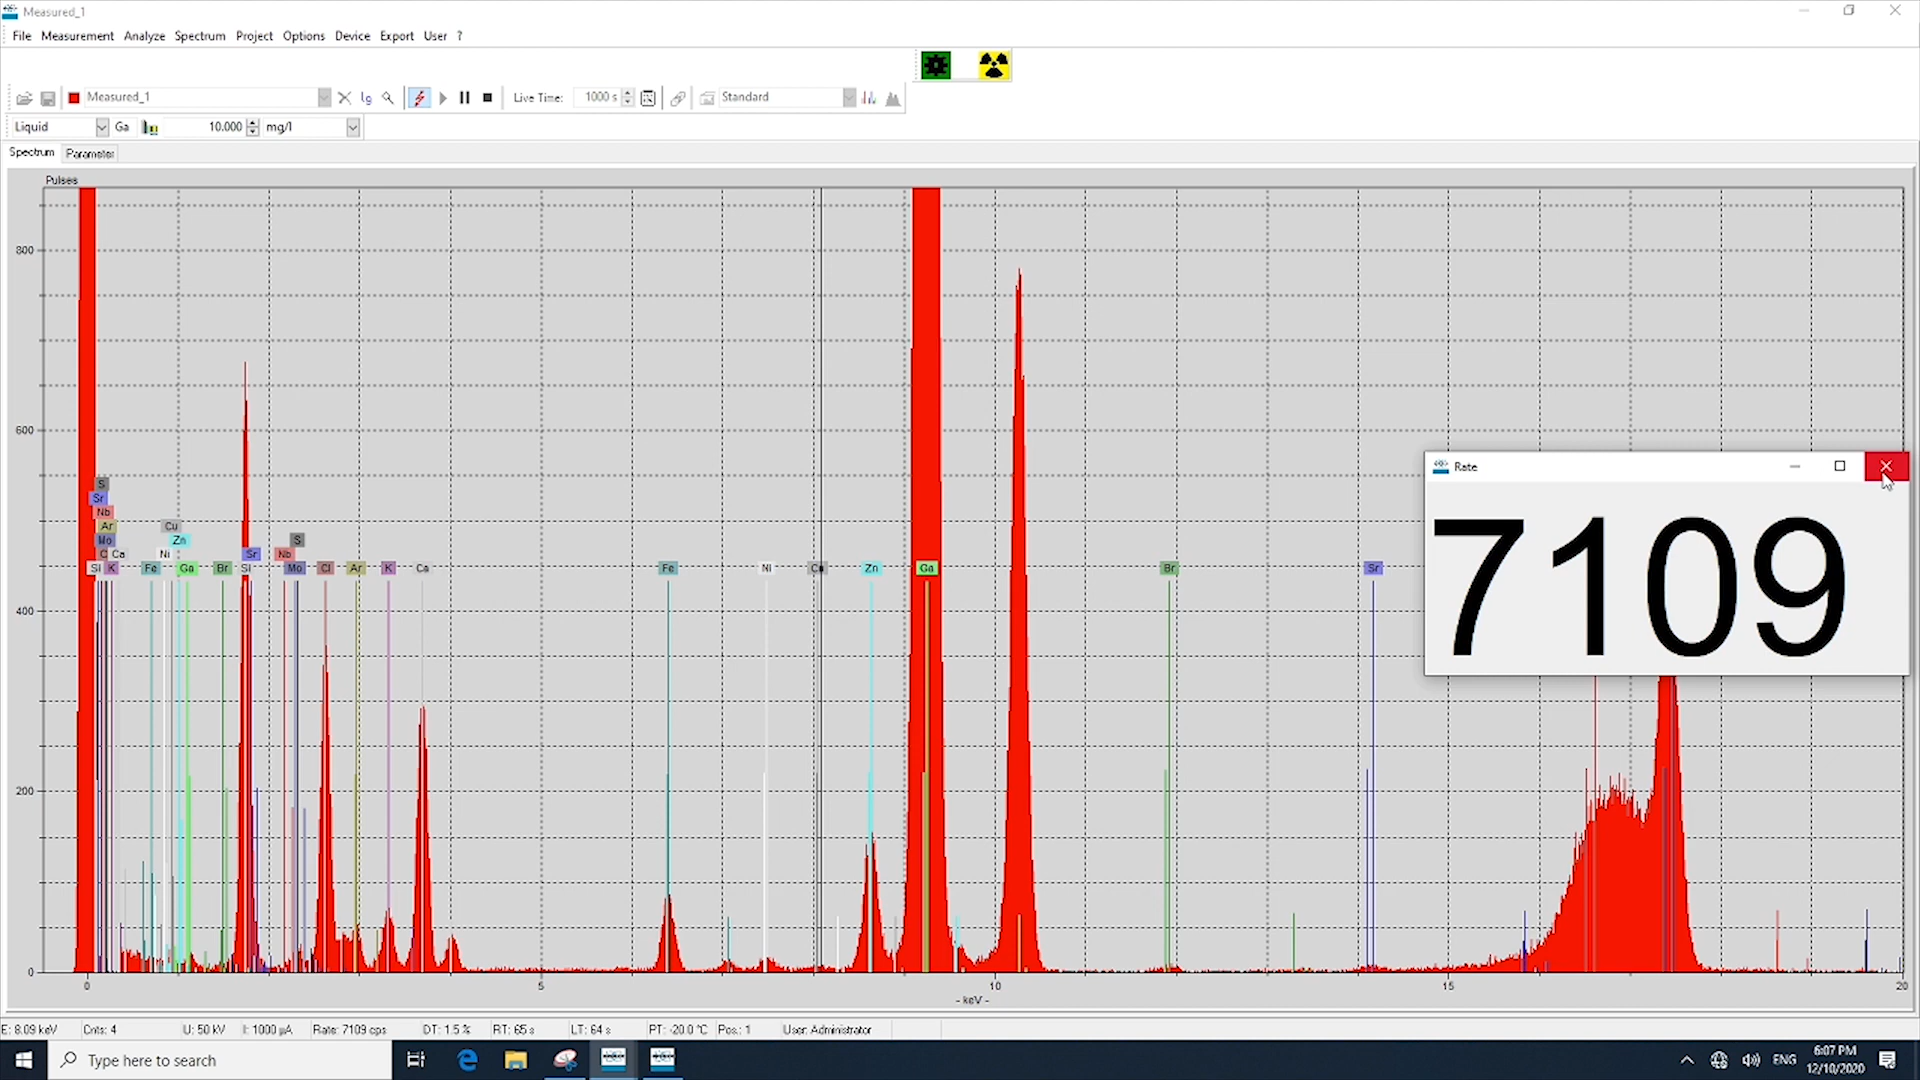 Measured_1
File Measurement Analyze Spectrum Project Options Device Export User ?
Measured_1 lg Live Time: 1000 s Standard
Liquid Ga 10.000 mg/l
Spectrum Parameter
Pulses
800
600
S
Sr
Nb
Ar Cu
Mo Zn S
Ca Ni Sr Nb
Si K Fe Ga Br Si Mo Cl Ar K Ca Fe Ni Zn Ga Br Sr
Rate
7109
400
200
0
0 5 10 15 20
- keV -
E: 8.09 keV Cnts: 4 U: 50 kV I: 1000 µA Rate: 7109 cps DT: 1.5 % RT: 65 s LT: 64 s PT: -20.0 °C Pos.: 1 User: Administrator
Type here to search
ENG
6:07 PM
12/10/2020